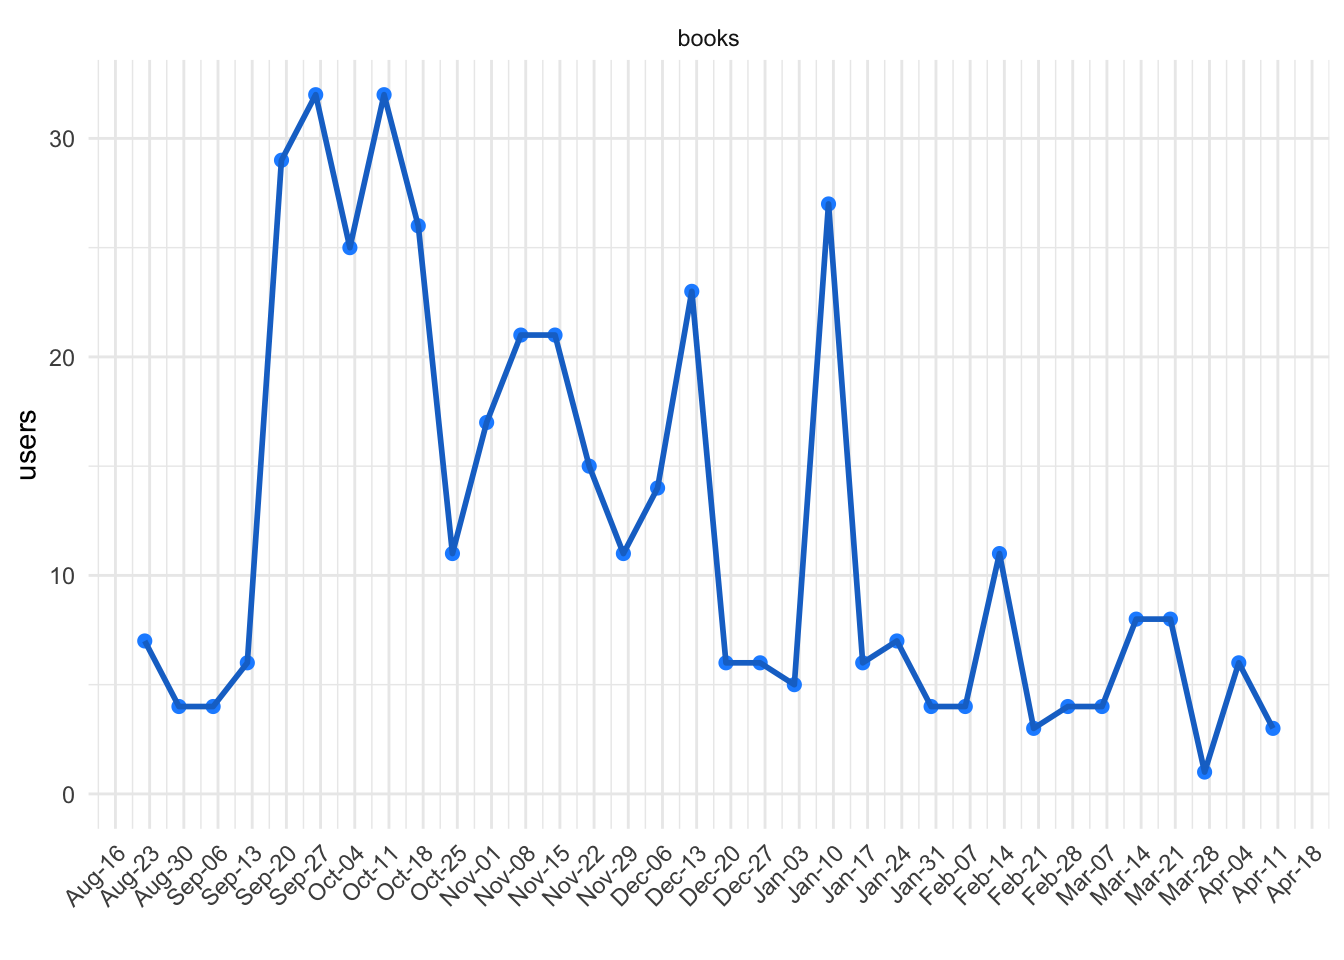 books
users
30
20
10
0
Aug-16
Aug-23
Aug-30
Sep-06
Sep-13
Sep-20
Sep-27
Oct-04
Oct-11
Oct-18
Oct-25
Nov-01
Nov-08
Nov-15
Nov-22
Nov-29
Dec-06
Dec-13
Dec-20
Dec-27
Jan-03
Jan-10
Jan-17
Jan-24
Jan-31
Feb-07
Feb-14
Feb-21
Feb-28
Mar-07
Mar-14
Mar-21
Mar-28
Apr-04
Apr-11
Apr-18